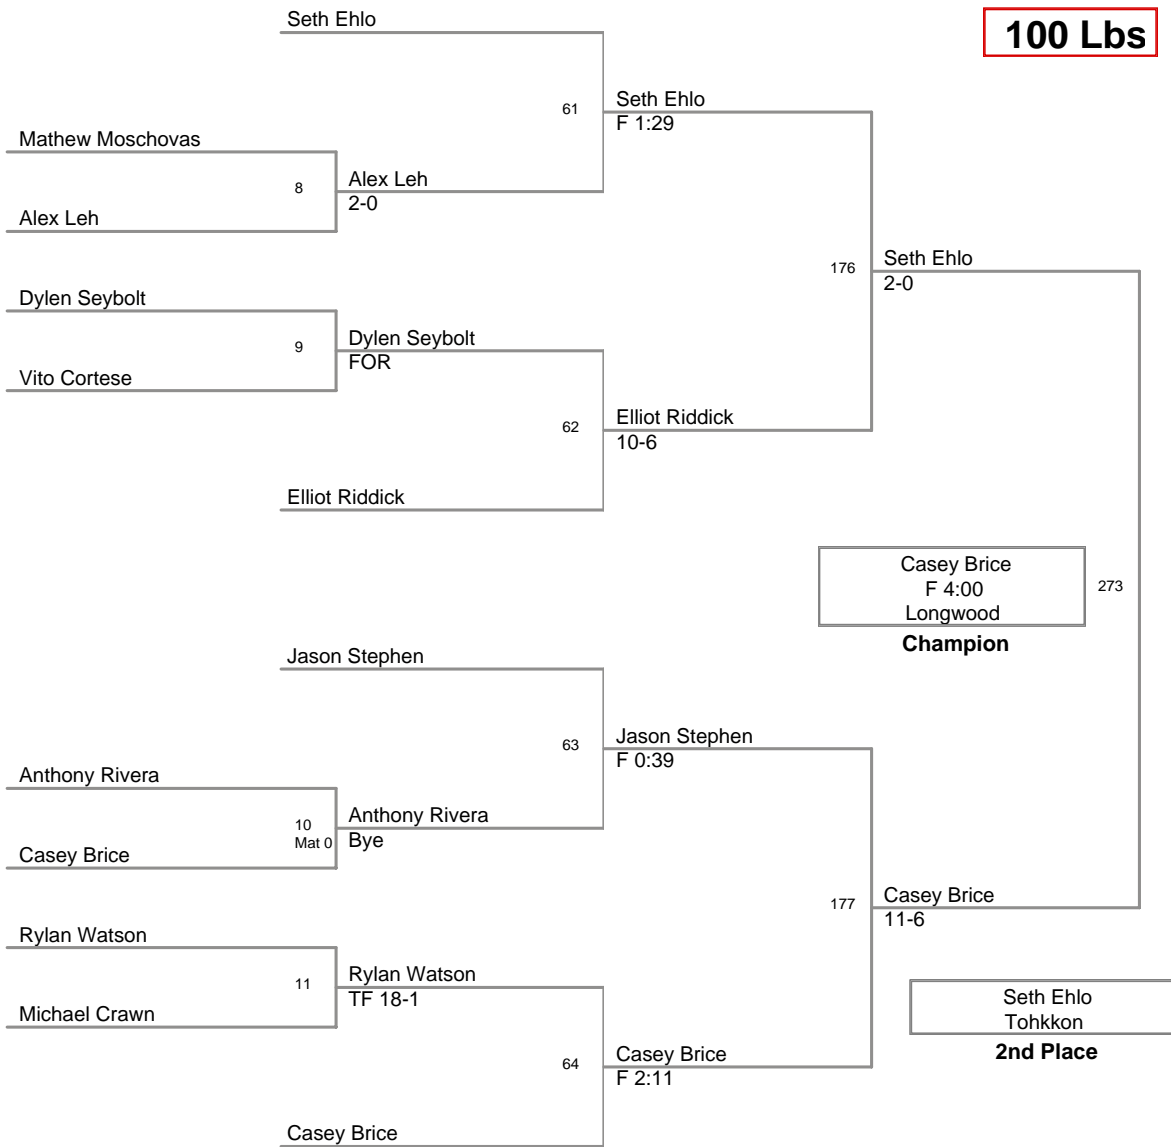 Seth Ehlo
100 Lbs
61
Seth Ehlo
F 1:29
Mathew Moschovas
8
Alex Leh
2-0
Alex Leh
176
Seth Ehlo
2-0
Dylen Seybolt
9
Dylen Seybolt
FOR
Vito Cortese
62
Elliot Riddick
10-6
Elliot Riddick
Casey Brice
F 4:00
Longwood
273
Champion
Jason Stephen
63
Jason Stephen
F 0:39
Anthony Rivera
10
Mat 0
Anthony Rivera
Bye
Casey Brice
177
Casey Brice
11-6
Rylan Watson
11
Rylan Watson
TF 18-1
Michael Crawn
Seth Ehlo
Tohkkon
2nd Place
64
Casey Brice
F 2:11
Casey Brice